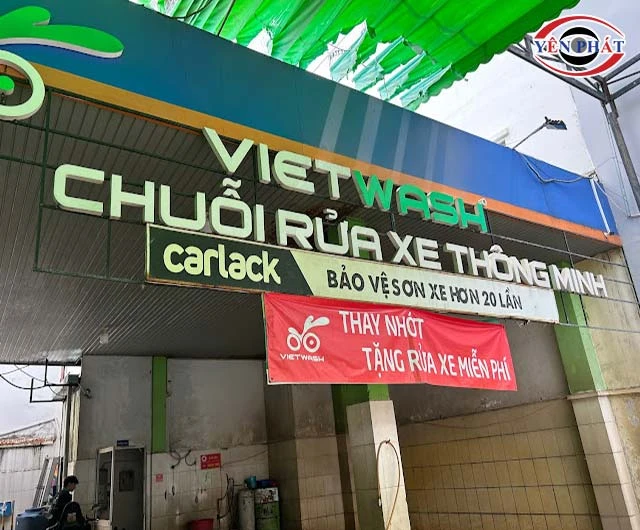 YÊN PHÁT
VIETWASH
CHUỖI RỬA XE THÔNG MINH
carlack
BẢO VỆ SƠN XE HƠN 20 LẦN
THAY NHỚT
TẶNG RỬA XE MIỄN PHÍ
VIETWASH